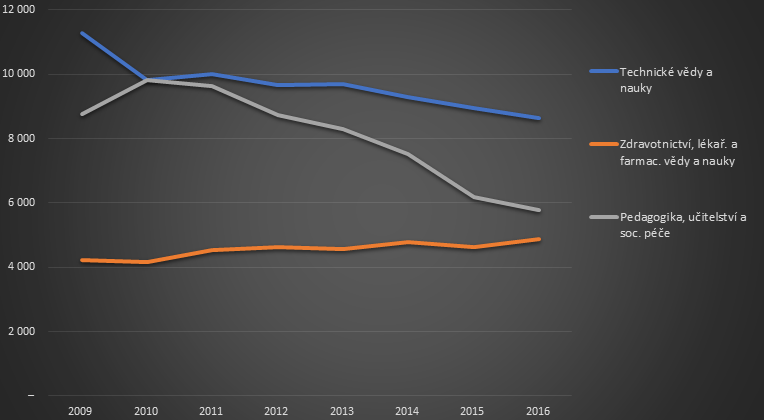 12 000
10 000
8 000
6 000
4 000
2 000
–
2009 2010 2011 2012 2013 2014 2015 2016
Technické vědy a
nauky
Zdravotnictví, lékař. a
farmac. vědy a nauky
Pedagogika, učitelství a
soc. péče